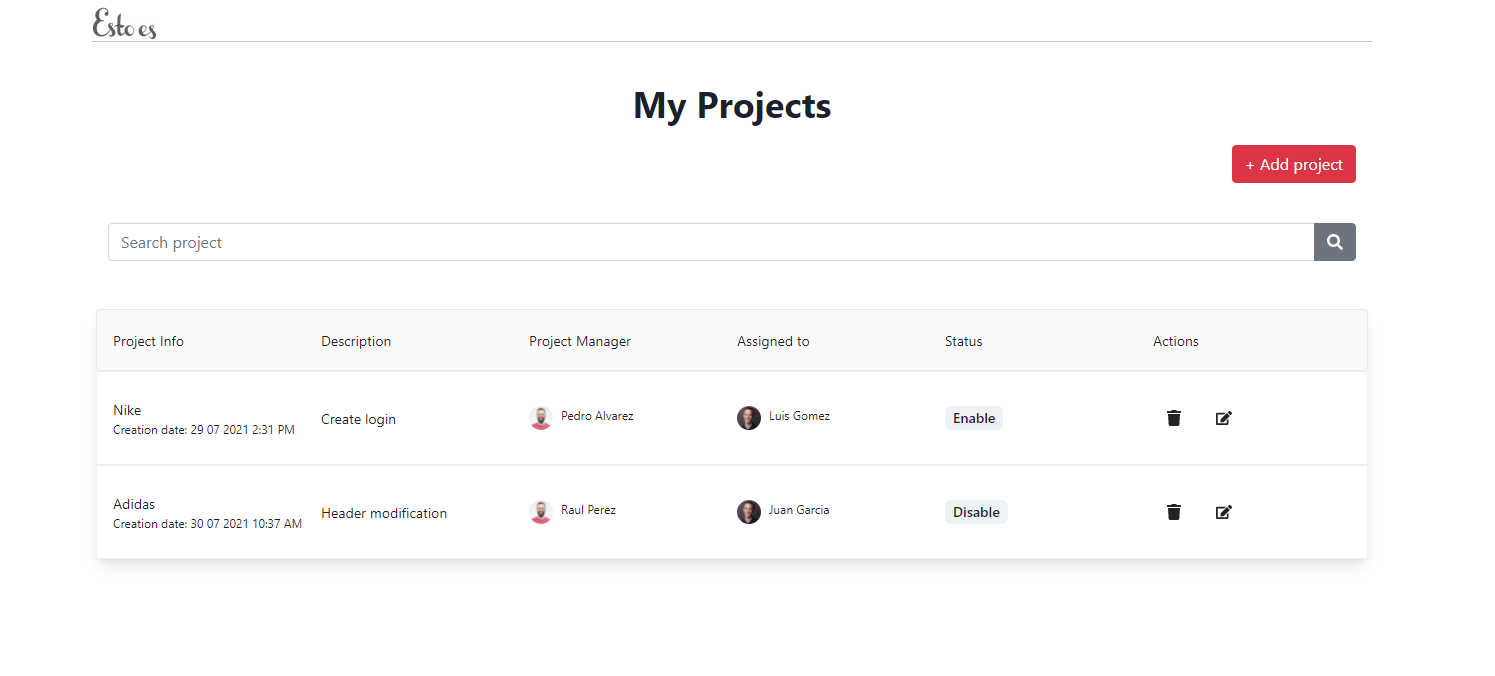 Esto es
My Projects
+ Add project
Search project
Project Info Description Project Manager Assigned to Status Actions
Nike
Creation date: 29 07 2021 2:31 PM
Create login
Pedro Alvarez
Luis Gomez
Enable
Adidas
Creation date: 30 07 2021 10:37 AM
Header modification
Raul Perez
Juan Garcia
Disable